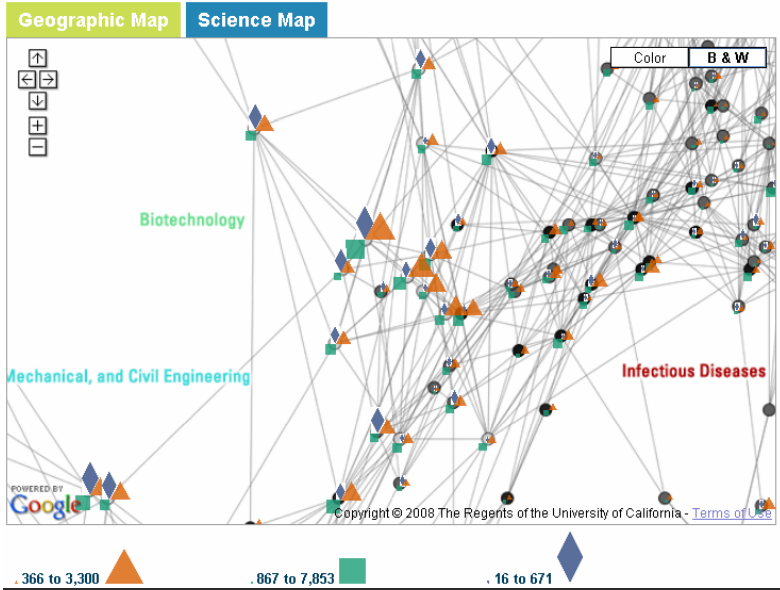 Geographic Map
Science Map
Color
B & W
Biotechnology
Mechanical, and Civil Engineering
Infectious Diseases
POWERED BY
Google
Copyright © 2008 The Regents of the University of California - Terms of Use
366 to 3,300
867 to 7,853
16 to 671